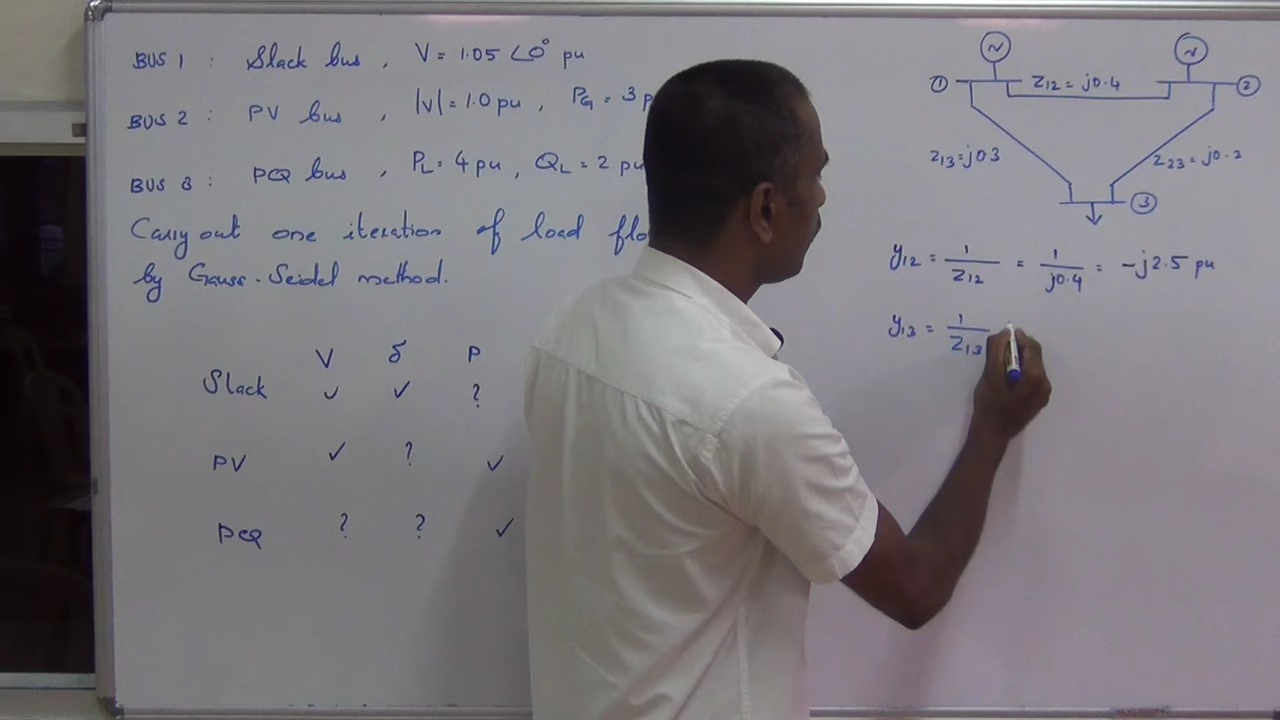 BUS 1 : Slack bus, V = 1.05 ∠0° pu
BUS 2 : PV bus, |V| = 1.0 pu, PG = 3 p
BUS 3 : PQ bus, PL = 4 pu, QL = 2 pu
Carry out one iteration of load flo
by Gauss-Seidel method.
V δ P
Slack ✓ ✓ ?
PV ✓ ? ✓
PQ ? ? ✓
~ ~
① Z12 = j0.4 ②
Z13 = j0.3 Z23 = j0.2
③
y12 = 1/Z12 = 1/j0.4 = -j2.5 pu
y13 = 1/Z13